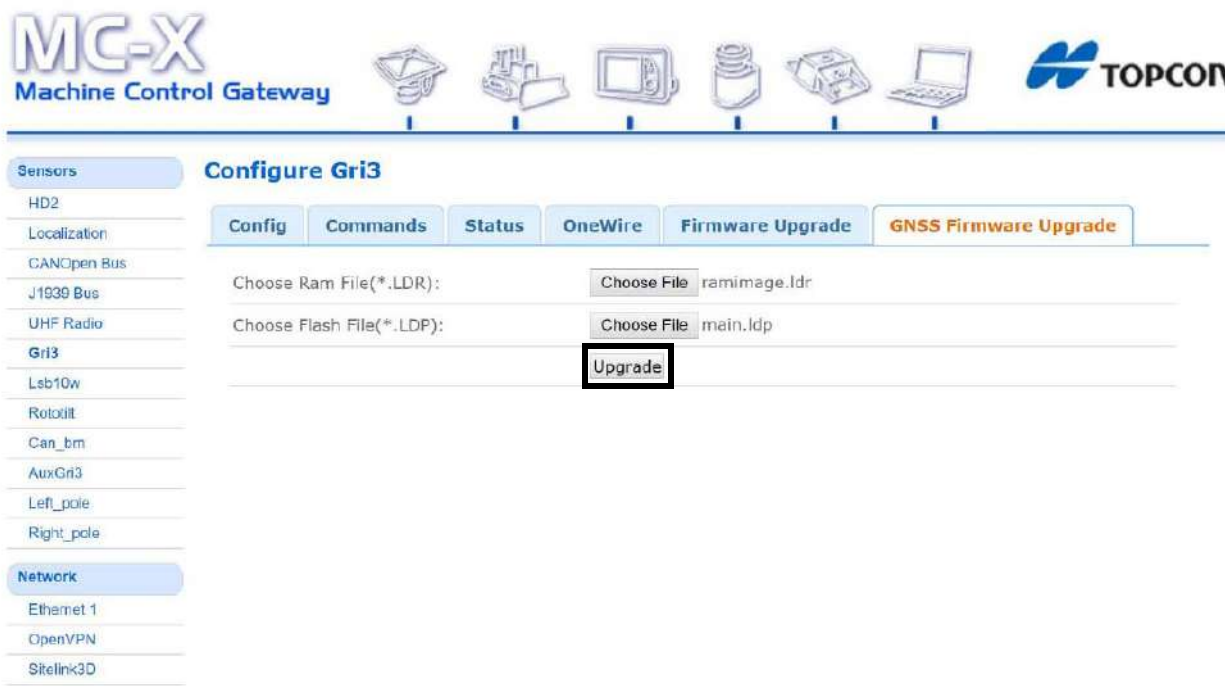 MC-X
Machine Control Gateway
TOPCON
Sensors
HD2
Localization
CANOpen Bus
J1939 Bus
UHF Radio
Gri3
Lsb10w
Rototilt
Can_bm
AuxGri3
Left_pole
Right_pole
Network
Ethernet 1
OpenVPN
Sitelink3D
Configure Gri3
Config Commands Status OneWire Firmware Upgrade GNSS Firmware Upgrade
Choose Ram File(*.LDR): Choose File ramimage.ldr
Choose Flash File(*.LDP): Choose File main.ldp
Upgrade